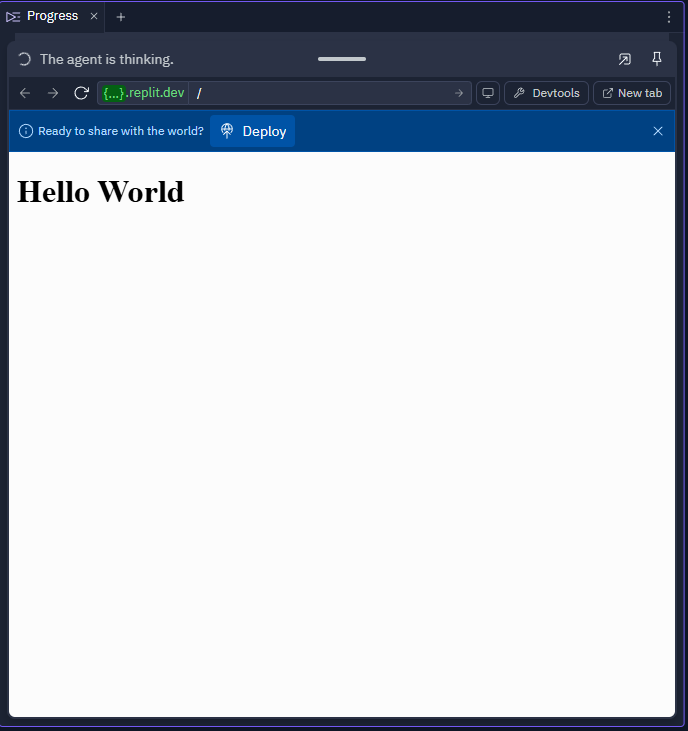 Progress
The agent is thinking.
{...}.replit.dev /
Devtools
New tab
Ready to share with the world?
Deploy
Hello World